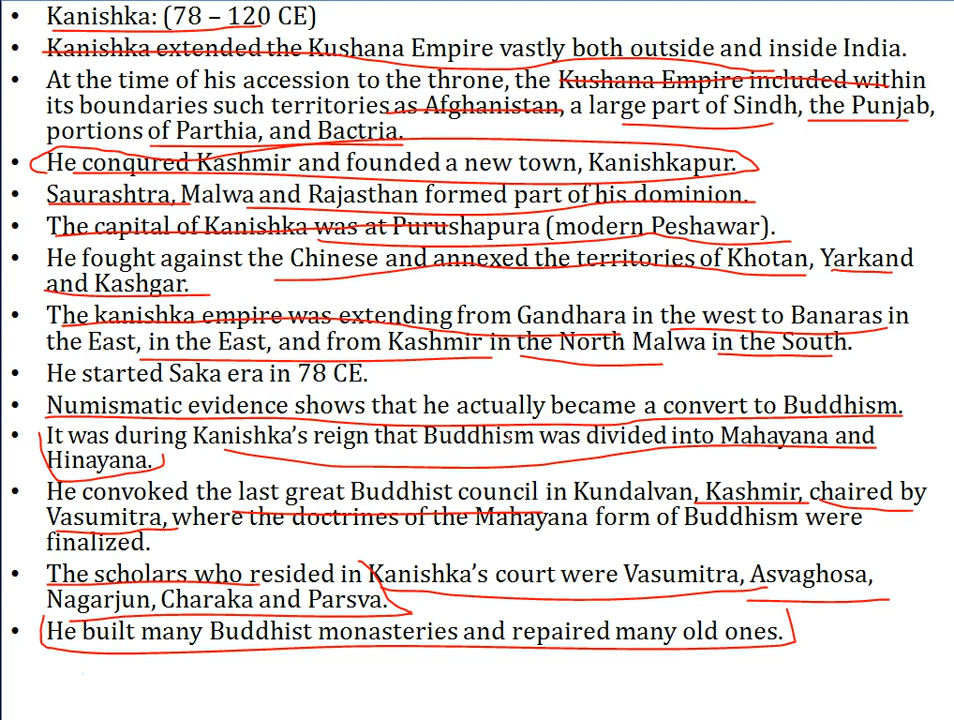 • Kanishka: (78 – 120 CE)
• Kanishka extended the Kushana Empire vastly both outside and inside India.
• At the time of his accession to the throne, the Kushana Empire included within
its boundaries such territories as Afghanistan, a large part of Sindh, the Punjab,
portions of Parthia, and Bactria.
• He conqured Kashmir and founded a new town, Kanishkapur.
• Saurashtra, Malwa and Rajasthan formed part of his dominion.
• The capital of Kanishka was at Purushapura (modern Peshawar).
• He fought against the Chinese and annexed the territories of Khotan, Yarkand
and Kashgar.
• The kanishka empire was extending from Gandhara in the west to Banaras in
the East, in the East, and from Kashmir in the North Malwa in the South.
• He started Saka era in 78 CE.
• Numismatic evidence shows that he actually became a convert to Buddhism.
• It was during Kanishka's reign that Buddhism was divided into Mahayana and
Hinayana.
• He convoked the last great Buddhist council in Kundalvan, Kashmir, chaired by
Vasumitra, where the doctrines of the Mahayana form of Buddhism were
finalized.
• The scholars who resided in Kanishka's court were Vasumitra, Asvaghosa,
Nagarjun, Charaka and Parsva.
• He built many Buddhist monasteries and repaired many old ones.